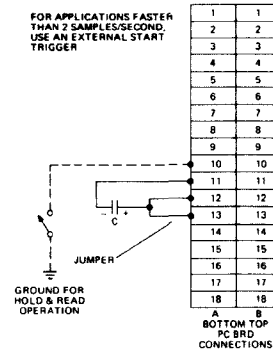 FOR APPLICATIONS FASTER
THAN 2 SAMPLES/SECOND,
USE AN EXTERNAL START
TRIGGER
1 1
2 2
3 3
4 4
5 5
6 6
7 7
8 8
9 9
10 10
11 11
12 12
13 13
14 14
15 15
16 16
17 17
18 18
- +
C
JUMPER
GROUND FOR
HOLD & READ
OPERATION
A B
BOTTOM TOP
PC BRD
CONNECTIONS